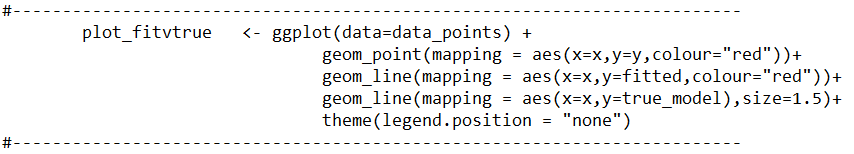 #-------------------------------------------------------------------------
plot_fitvtrue   <- ggplot(data=data_points) +
geom_point(mapping = aes(x=x,y=y,colour="red"))+
geom_line(mapping = aes(x=x,y=fitted,colour="red"))+
geom_line(mapping = aes(x=x,y=true_model),size=1.5)+
theme(legend.position = "none")
#-------------------------------------------------------------------------